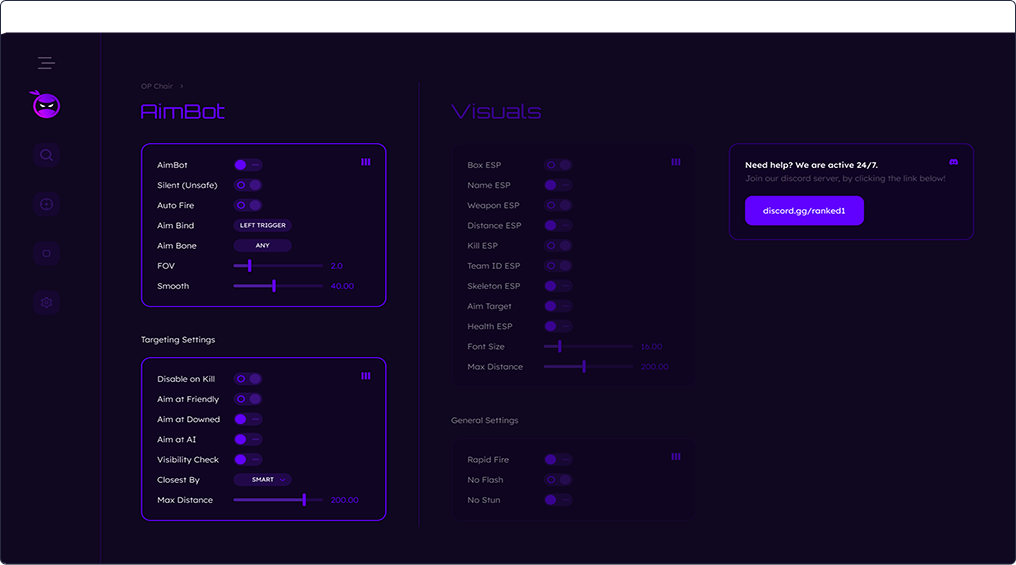 OP Chair >
AimBot
AimBot
Silent (Unsafe)
Auto Fire
Aim Bind LEFT TRIGGER
Aim Bone ANY
FOV 2.0
Smooth 40.00
Targeting Settings
Disable on Kill
Aim at Friendly
Aim at Downed
Aim at AI
Visibility Check
Closest By SMART
Max Distance 200.00
Visuals
Box ESP
Name ESP
Weapon ESP
Distance ESP
Kill ESP
Team ID ESP
Skeleton ESP
Aim Target
Health ESP
Font Size 16.00
Max Distance 200.00
General Settings
Rapid Fire
No Flash
No Stun
Need help? We are active 24/7.
Join our discord server, by clicking the link below!
discord.gg/ranked1